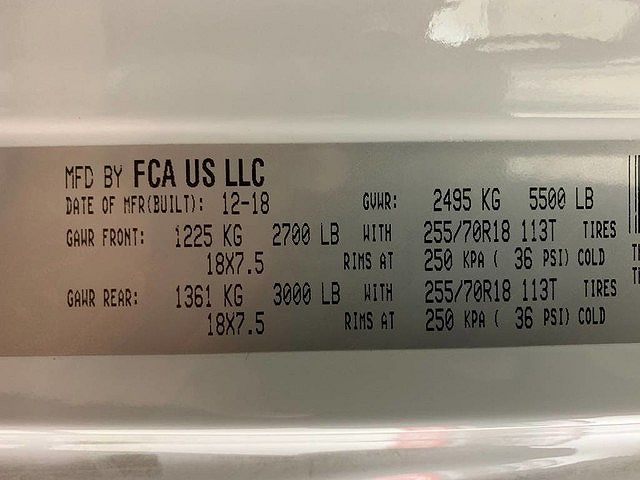 MFD BY FCA US LLC
DATE OF MFR(BUILT): 12-18 GVWR: 2495 KG 5500 LB
GAWR FRONT: 1225 KG 2700 LB WITH 255/70R18 113T TIRES
18X7.5 RIMS AT 250 KPA ( 36 PSI) COLD
GAWR REAR: 1361 KG 3000 LB WITH 255/70R18 113T TIRES
18X7.5 RIMS AT 250 KPA ( 36 PSI) COLD